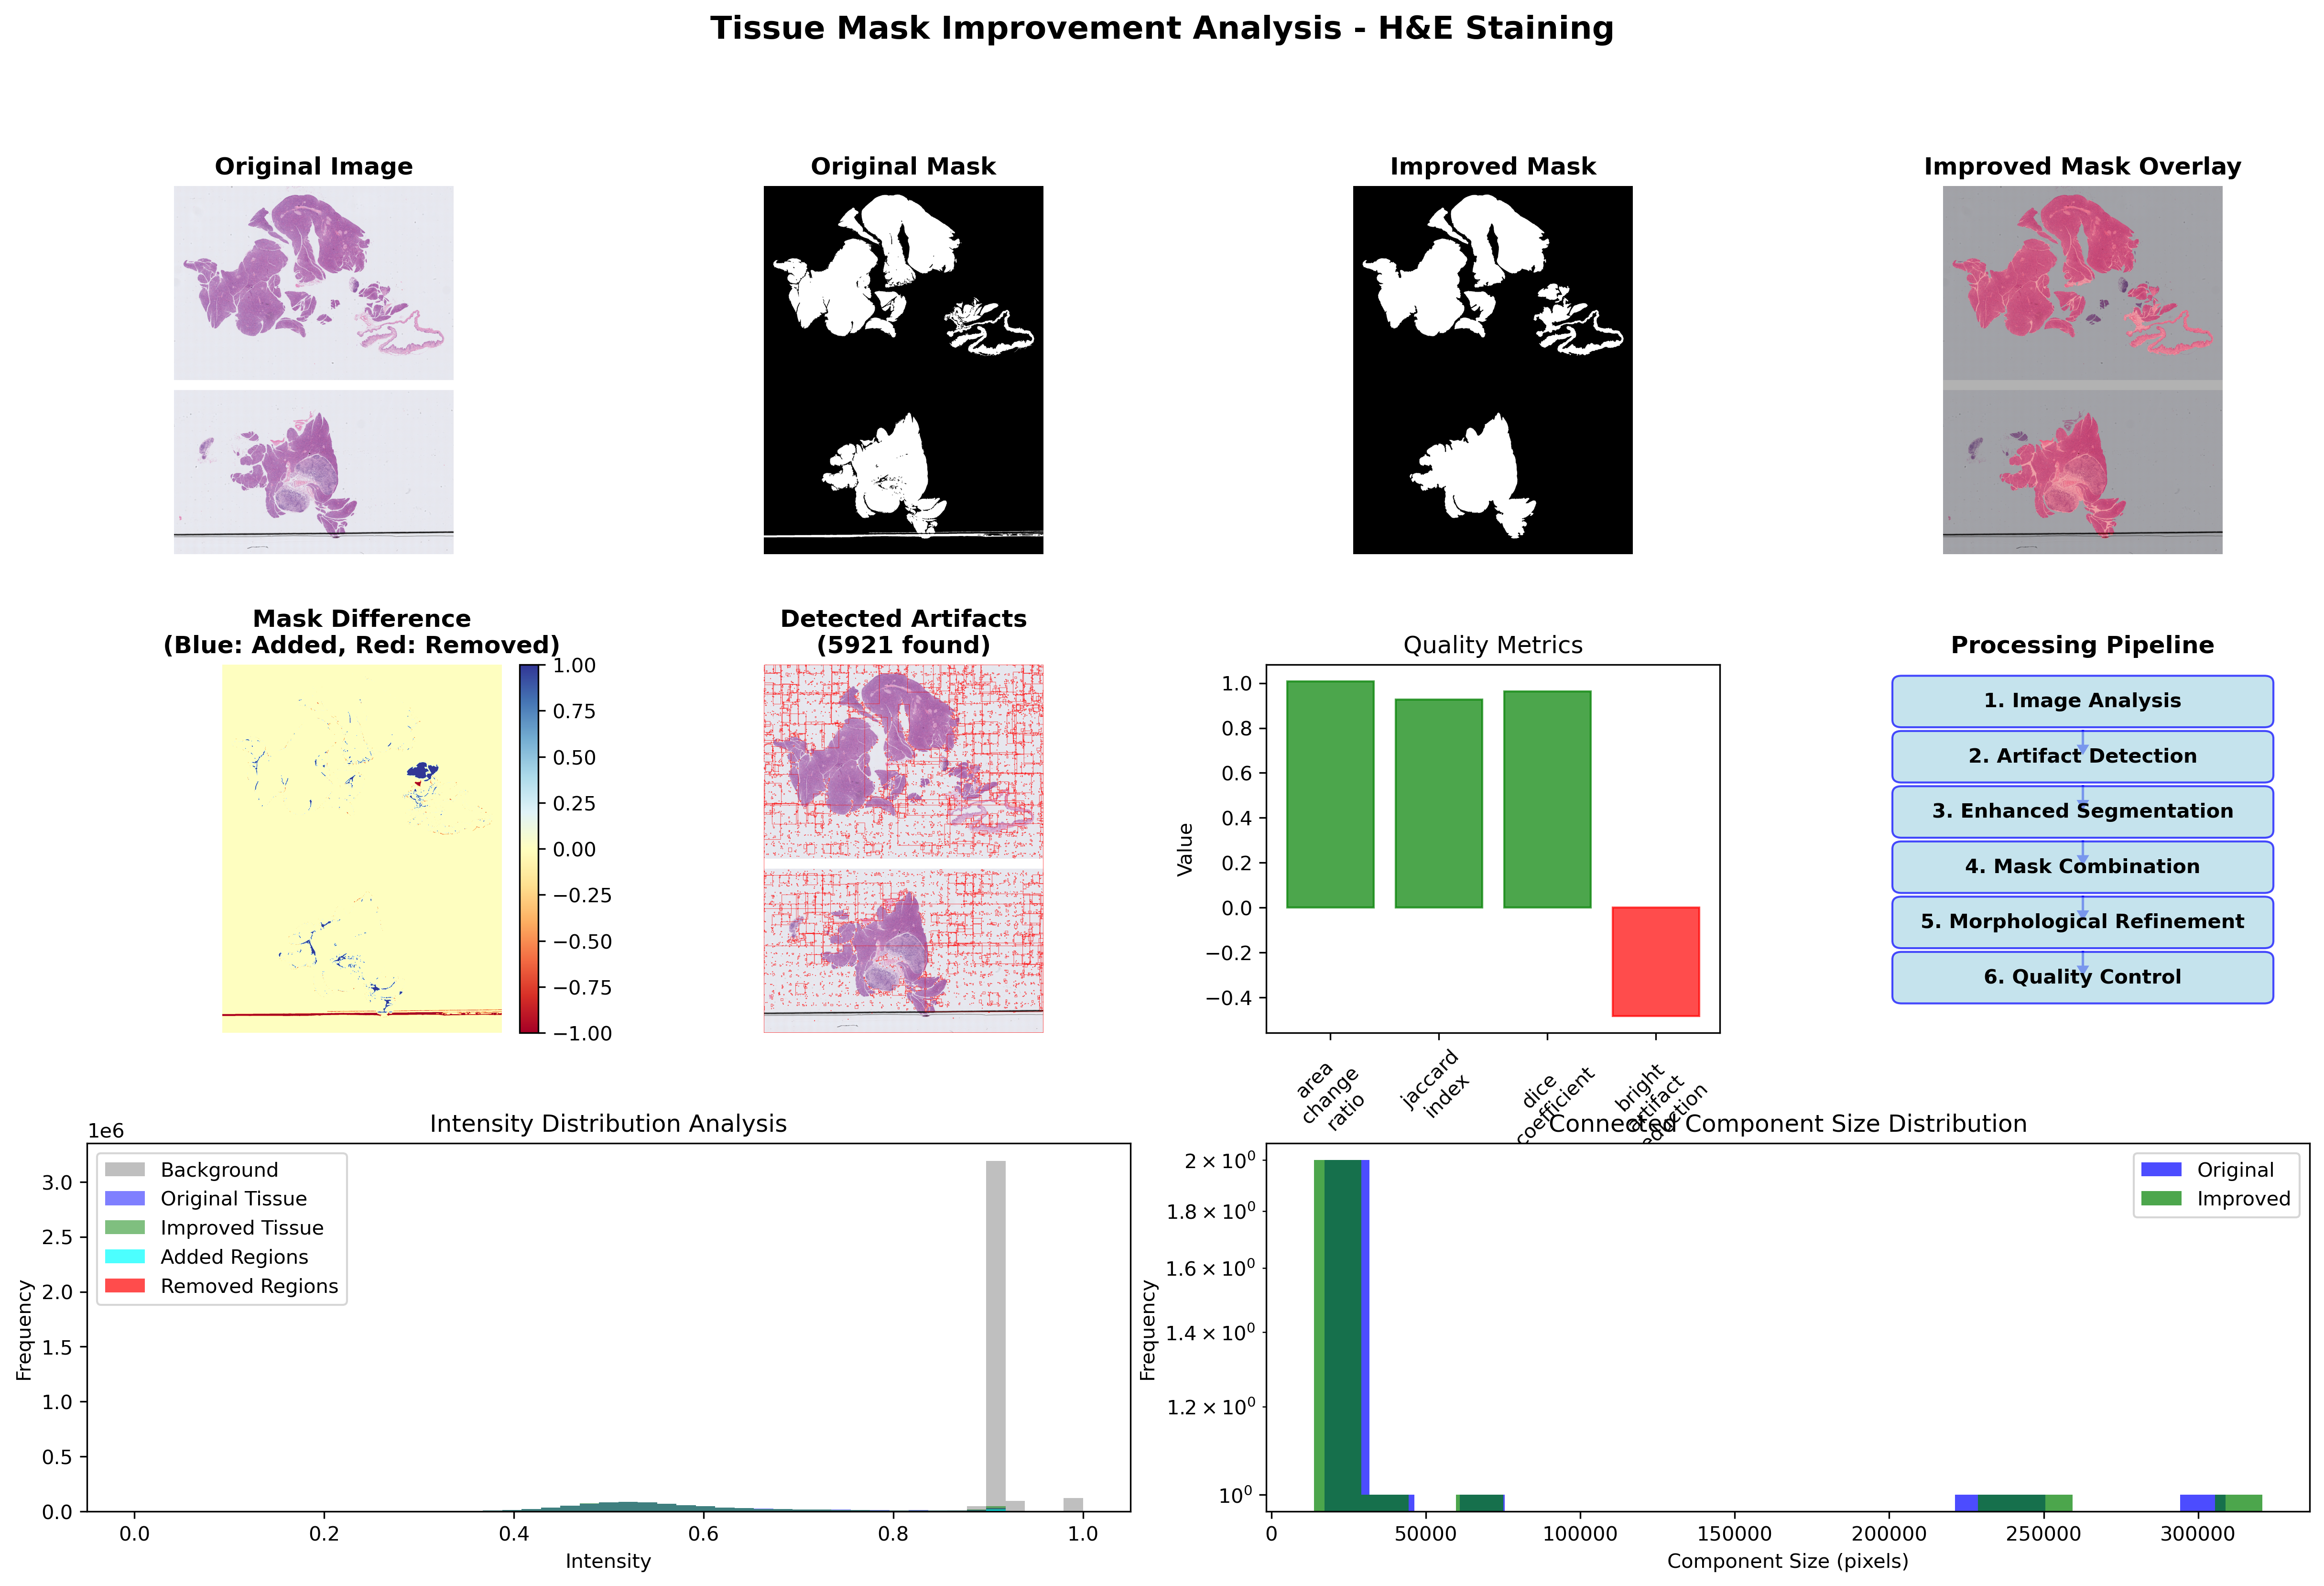 Tissue Mask Improvement Analysis - H&E Staining
Original Image
Original Mask
Improved Mask
Improved Mask Overlay
Mask Difference
(Blue: Added, Red: Removed)
1.00
0.75
0.50
0.25
0.00
−0.25
−0.50
−0.75
−1.00
Detected Artifacts
(5921 found)
Quality Metrics
Value
1.0
0.8
0.6
0.4
0.2
0.0
−0.2
−0.4
area
change
ratio
jaccard
index
dice
coefficient
bright
artifact
Processing Pipeline
1. Image Analysis
2. Artifact Detection
3. Enhanced Segmentation
4. Mask Combination
5. Morphological Refinement
6. Quality Control
Intensity Distribution Analysis
1e6
Frequency
3.0
2.5
2.0
1.5
1.0
0.5
0.0
Background
Original Tissue
Improved Tissue
Added Regions
Removed Regions
0.0
0.2
0.4
0.6
0.8
1.0
Intensity
Connected Component Size Distribution
Frequency
2 × 10⁰
1.8 × 10⁰
1.6 × 10⁰
1.4 × 10⁰
1.2 × 10⁰
10⁰
Original
Improved
0
50000
100000
150000
200000
250000
300000
Component Size (pixels)